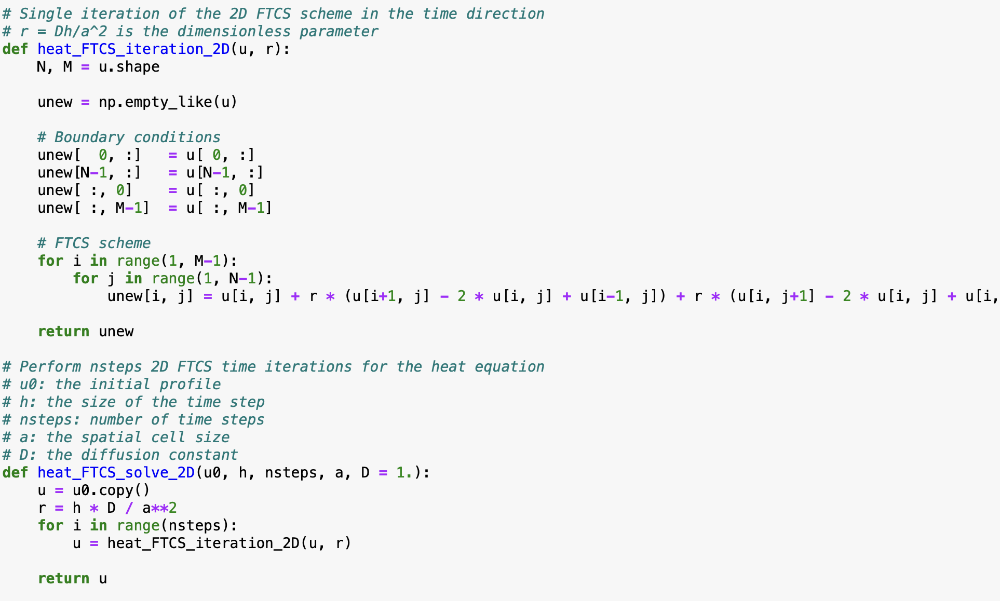 # Single iteration of the 2D FTCS scheme in the time direction
# r = Dh/a^2 is the dimensionless parameter
def heat_FTCS_iteration_2D(u, r):
    N, M = u.shape

    unew = np.empty_like(u)

    # Boundary conditions
    unew[  0, :]   = u[ 0, :]
    unew[N-1, :]   = u[N-1, :]
    unew[ :, 0]    = u[ :, 0]
    unew[ :, M-1]  = u[ :, M-1]

    # FTCS scheme
    for i in range(1, M-1):
        for j in range(1, N-1):
            unew[i, j] = u[i, j] + r * (u[i+1, j] - 2 * u[i, j] + u[i-1, j]) + r * (u[i, j+1] - 2 * u[i, j] + u[i,

    return unew

# Perform nsteps 2D FTCS time iterations for the heat equation
# u0: the initial profile
# h: the size of the time step
# nsteps: number of time steps
# a: the spatial cell size
# D: the diffusion constant
def heat_FTCS_solve_2D(u0, h, nsteps, a, D = 1.):
    u = u0.copy()
    r = h * D / a**2
    for i in range(nsteps):
        u = heat_FTCS_iteration_2D(u, r)

    return u